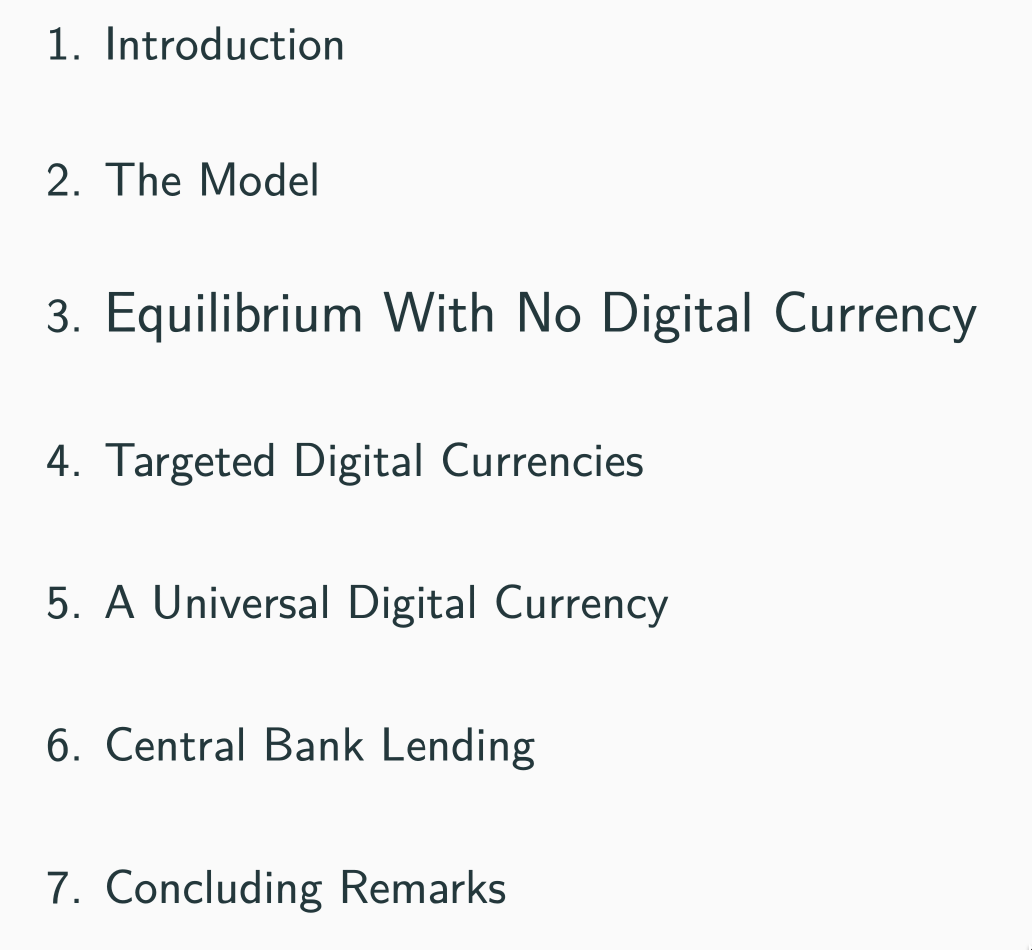 1. Introduction
2. The Model
3. Equilibrium With No Digital Currency
4. Targeted Digital Currencies
5. A Universal Digital Currency
6. Central Bank Lending
7. Concluding Remarks